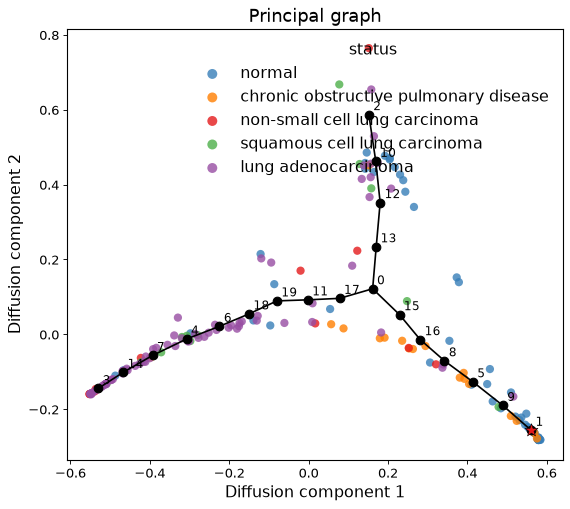 Principal graph
status
normal
chronic obstructive pulmonary disease
non-small cell lung carcinoma
squamous cell lung carcinoma
lung adenocarcinoma
2
10
12
13
0
17
11
19
18
6
4
7
14
3
15
16
8
5
9
1
0.8
0.6
0.4
0.2
0.0
−0.2
Diffusion component 2
−0.6 −0.4 −0.2 0.0 0.2 0.4 0.6
Diffusion component 1